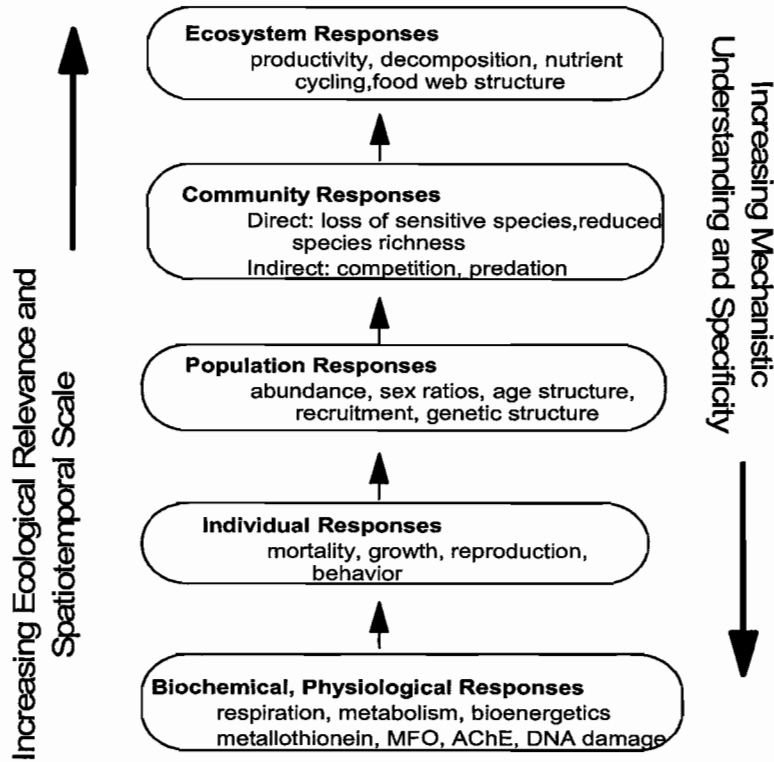 Ecosystem Responses
productivity, decomposition, nutrient
cycling,food web structure
Community Responses
Direct: loss of sensitive species,reduced
species richness
Indirect: competition, predation
Population Responses
abundance, sex ratios, age structure,
recruitment, genetic structure
Individual Responses
mortality, growth, reproduction,
behavior
Biochemical, Physiological Responses
respiration, metabolism, bioenergetics
metallothionein, MFO, AChE, DNA damage
Increasing Ecological Relevance and
Spatiotemporal Scale
Increasing Mechanistic
Understanding and Specificity